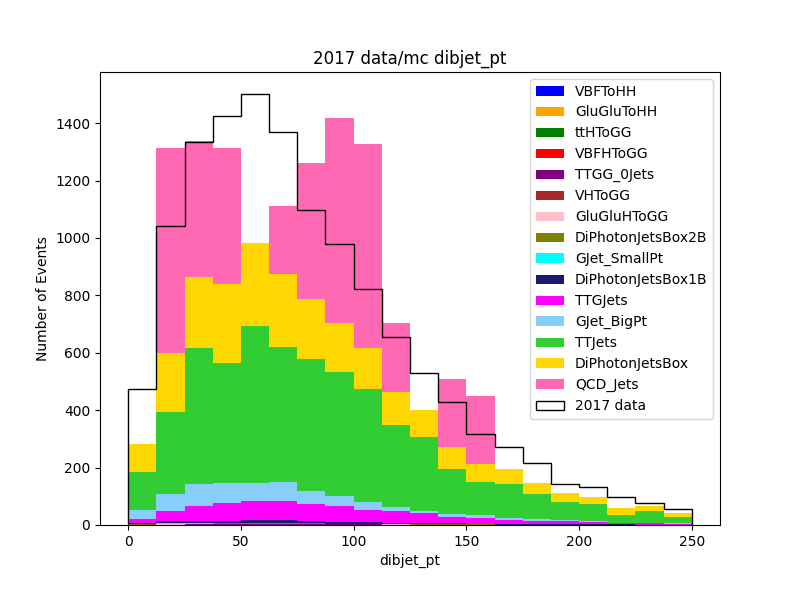 2017 data/mc dibjet_pt
Number of Events
1400
1200
1000
800
600
400
200
0
0
50
100
150
200
250
dibjet_pt
VBFToHH
GluGluToHH
ttHToGG
VBFHToGG
TTGG_0Jets
VHToGG
GluGluHToGG
DiPhotonJetsBox2B
GJet_SmallPt
DiPhotonJetsBox1B
TTGJets
GJet_BigPt
TTJets
DiPhotonJetsBox
QCD_Jets
2017 data